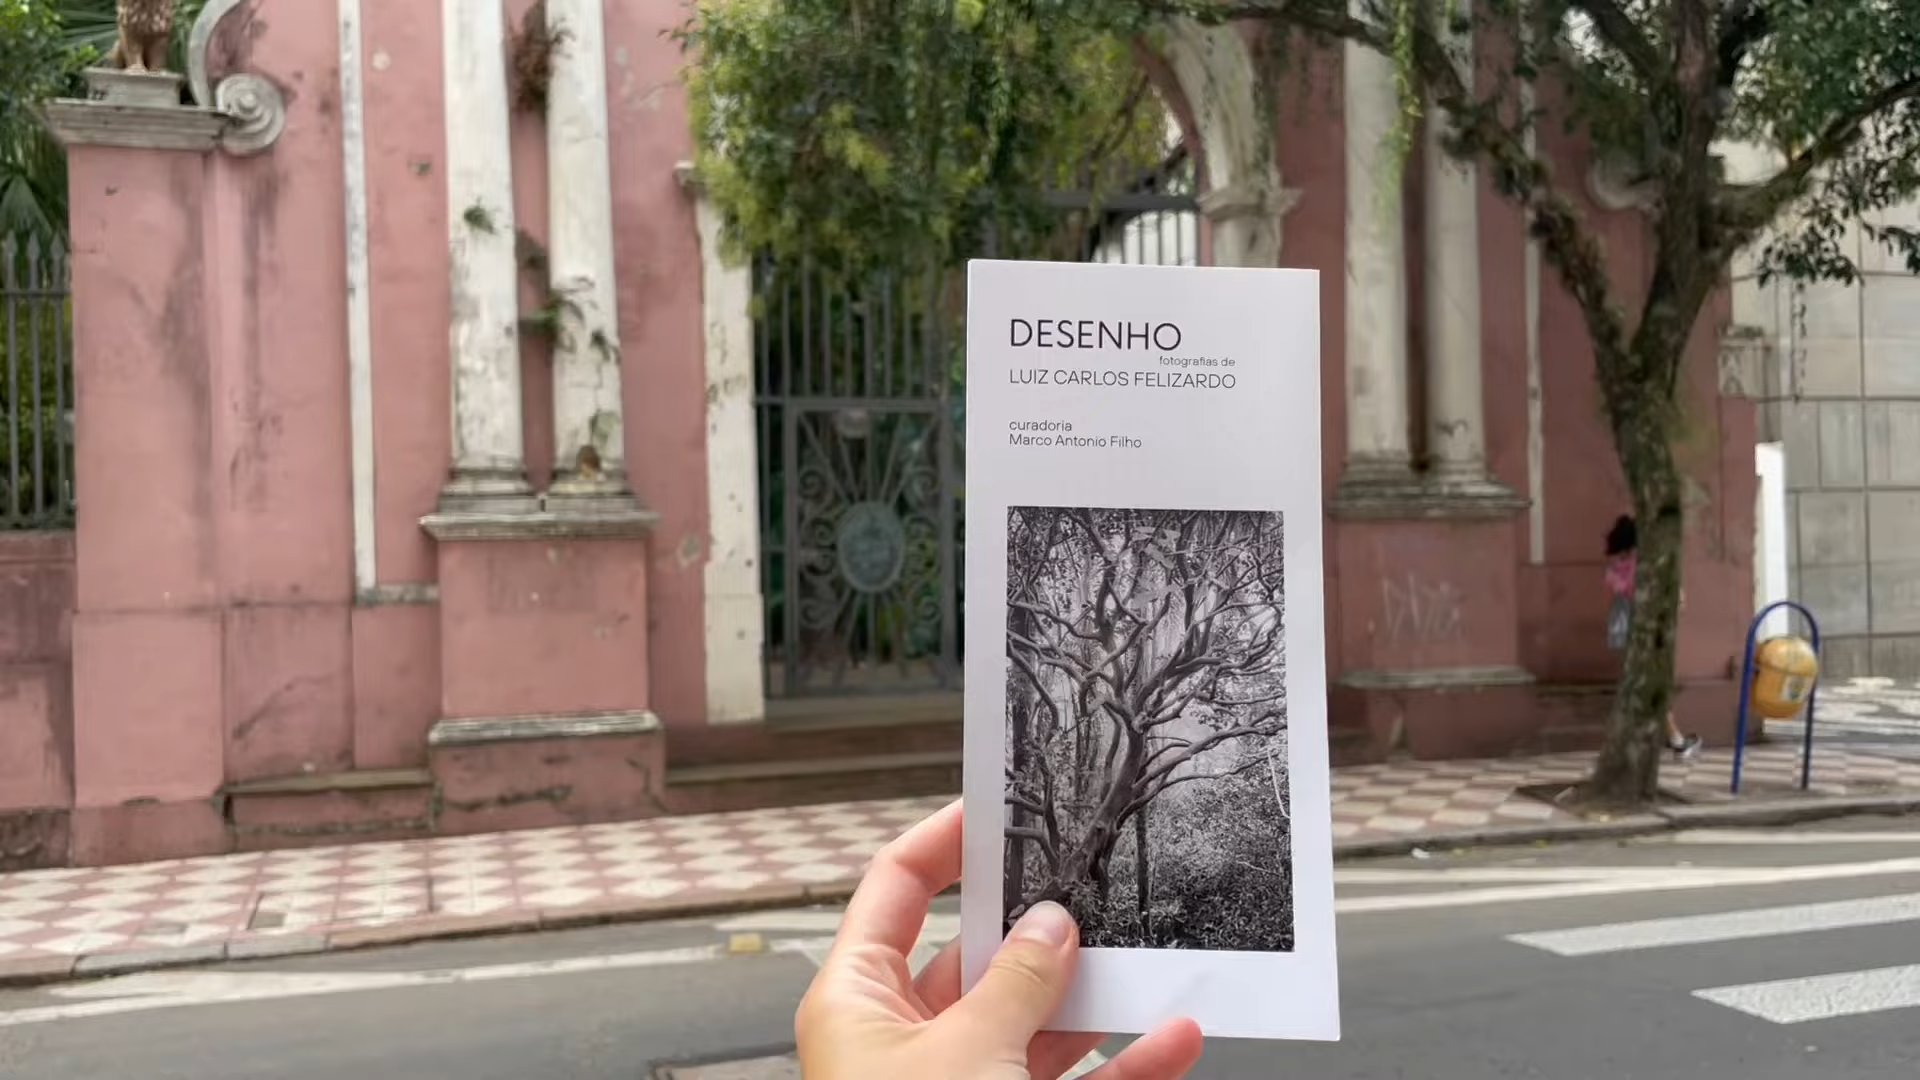 DESENHO
fotografias de
LUIZ CARLOS FELIZARDO
curadoria
Marco Antonio Filho